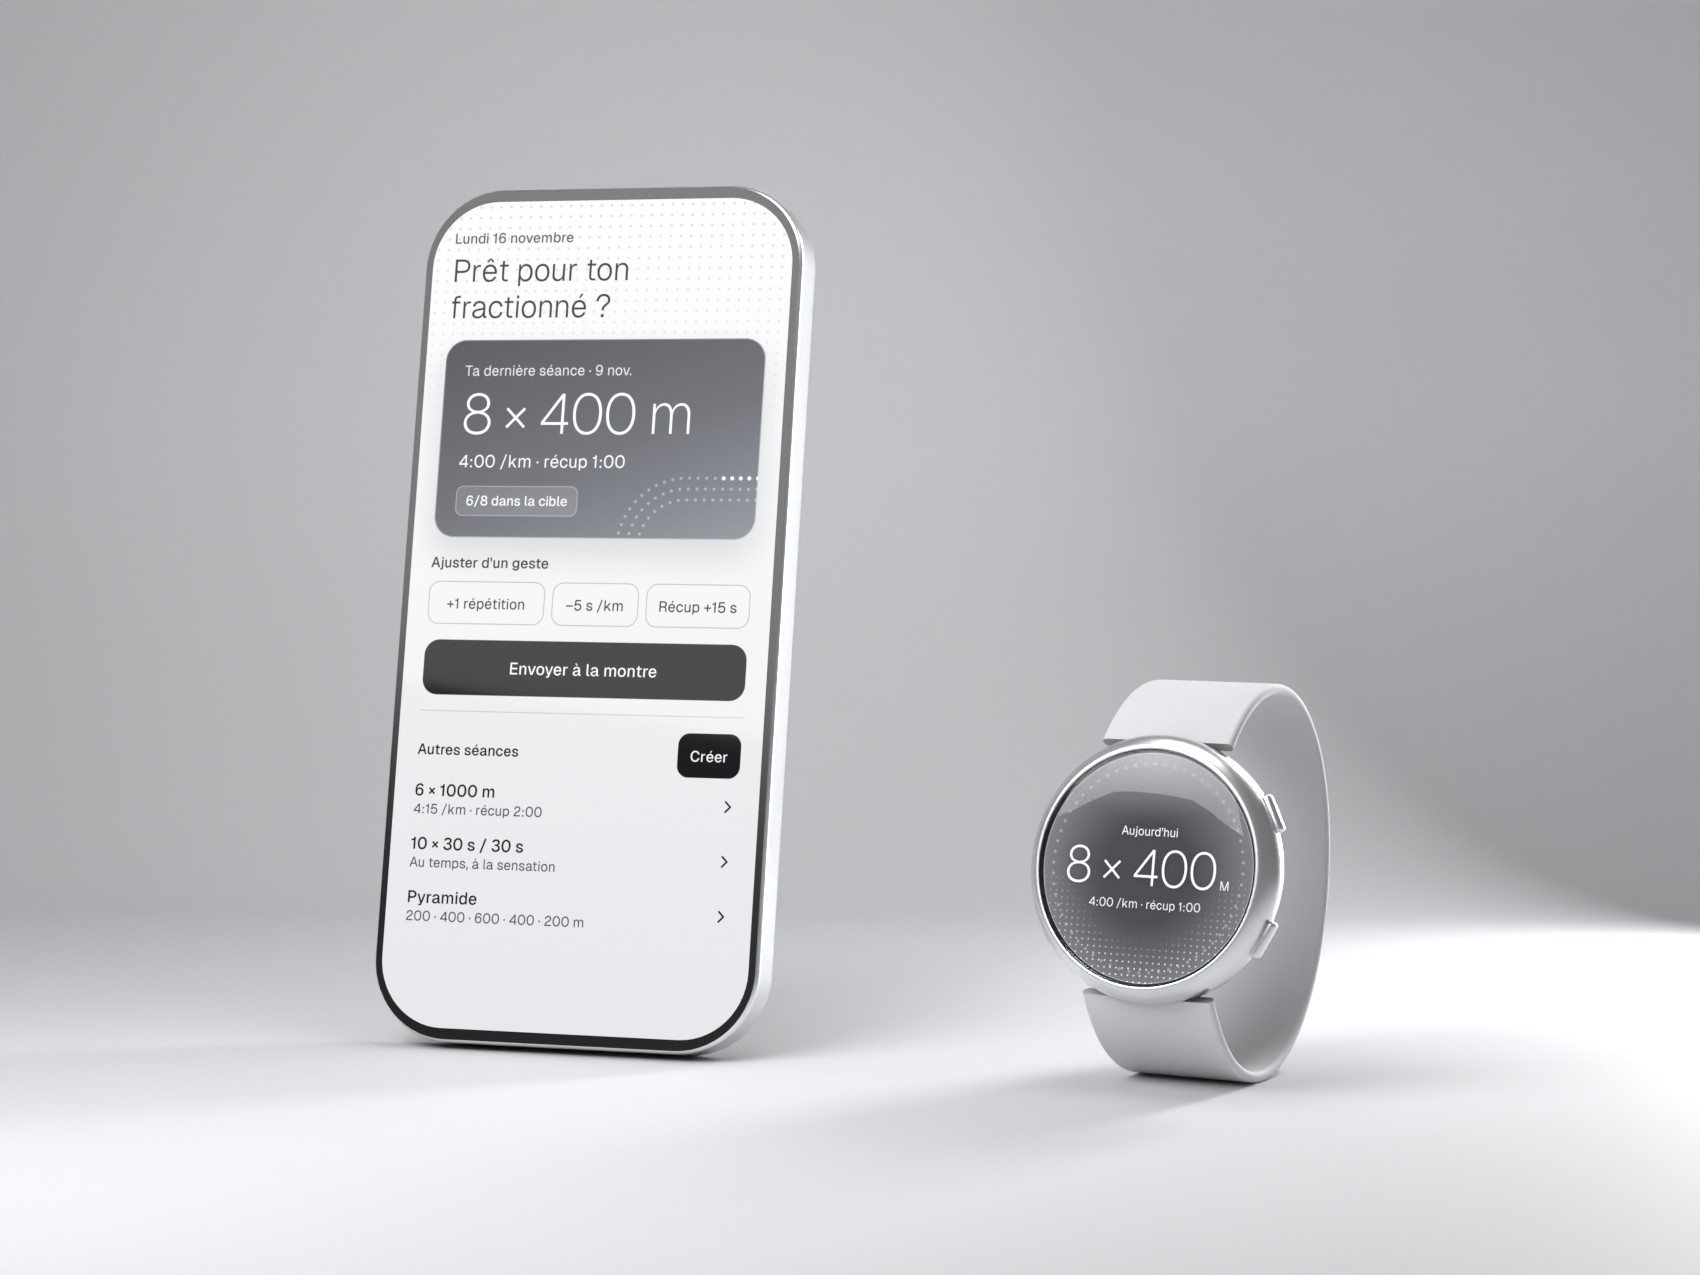 Lundi 16 novembre
Prêt pour ton
fractionné ?
Ta dernière séance · 9 nov.
8 × 400 m
4:00 /km · récup 1:00
6/8 dans la cible
Ajuster d'un geste
+1 répétition
−5 s /km
Récup +15 s
Envoyer à la montre
Autres séances
Créer
6 × 1000 m
4:15 /km · récup 2:00
10 × 30 s / 30 s
Au temps, à la sensation
Pyramide
200 · 400 · 600 · 400 · 200 m
Aujourd'hui
8 × 400 M
4:00 /km · récup 1:00